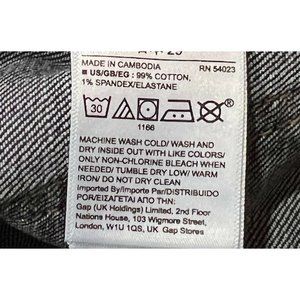 MADE IN CAMBODIA RN 54023
■ US/GB/EG : 99% COTTON,
1% SPANDEX/ELASTANE
30
1166
MACHINE WASH COLD/ WASH AND
DRY INSIDE OUT WITH LIKE COLORS/
ONLY NON-CHLORINE BLEACH WHEN
NEEDED/ TUMBLE DRY LOW/ WARM
IRON/ DO NOT DRY CLEAN
Imported By/Importe Par/DISTRIBUIDO
POR/ΕΙΣΑΓΕΤΑΙ ΑΠΟ ΤΗΝ:
Gap (UK Holdings) Limited, 2nd Floor
Nations House, 103 Wigmore Street,
London, W1U 1QS, UK Gap Stores